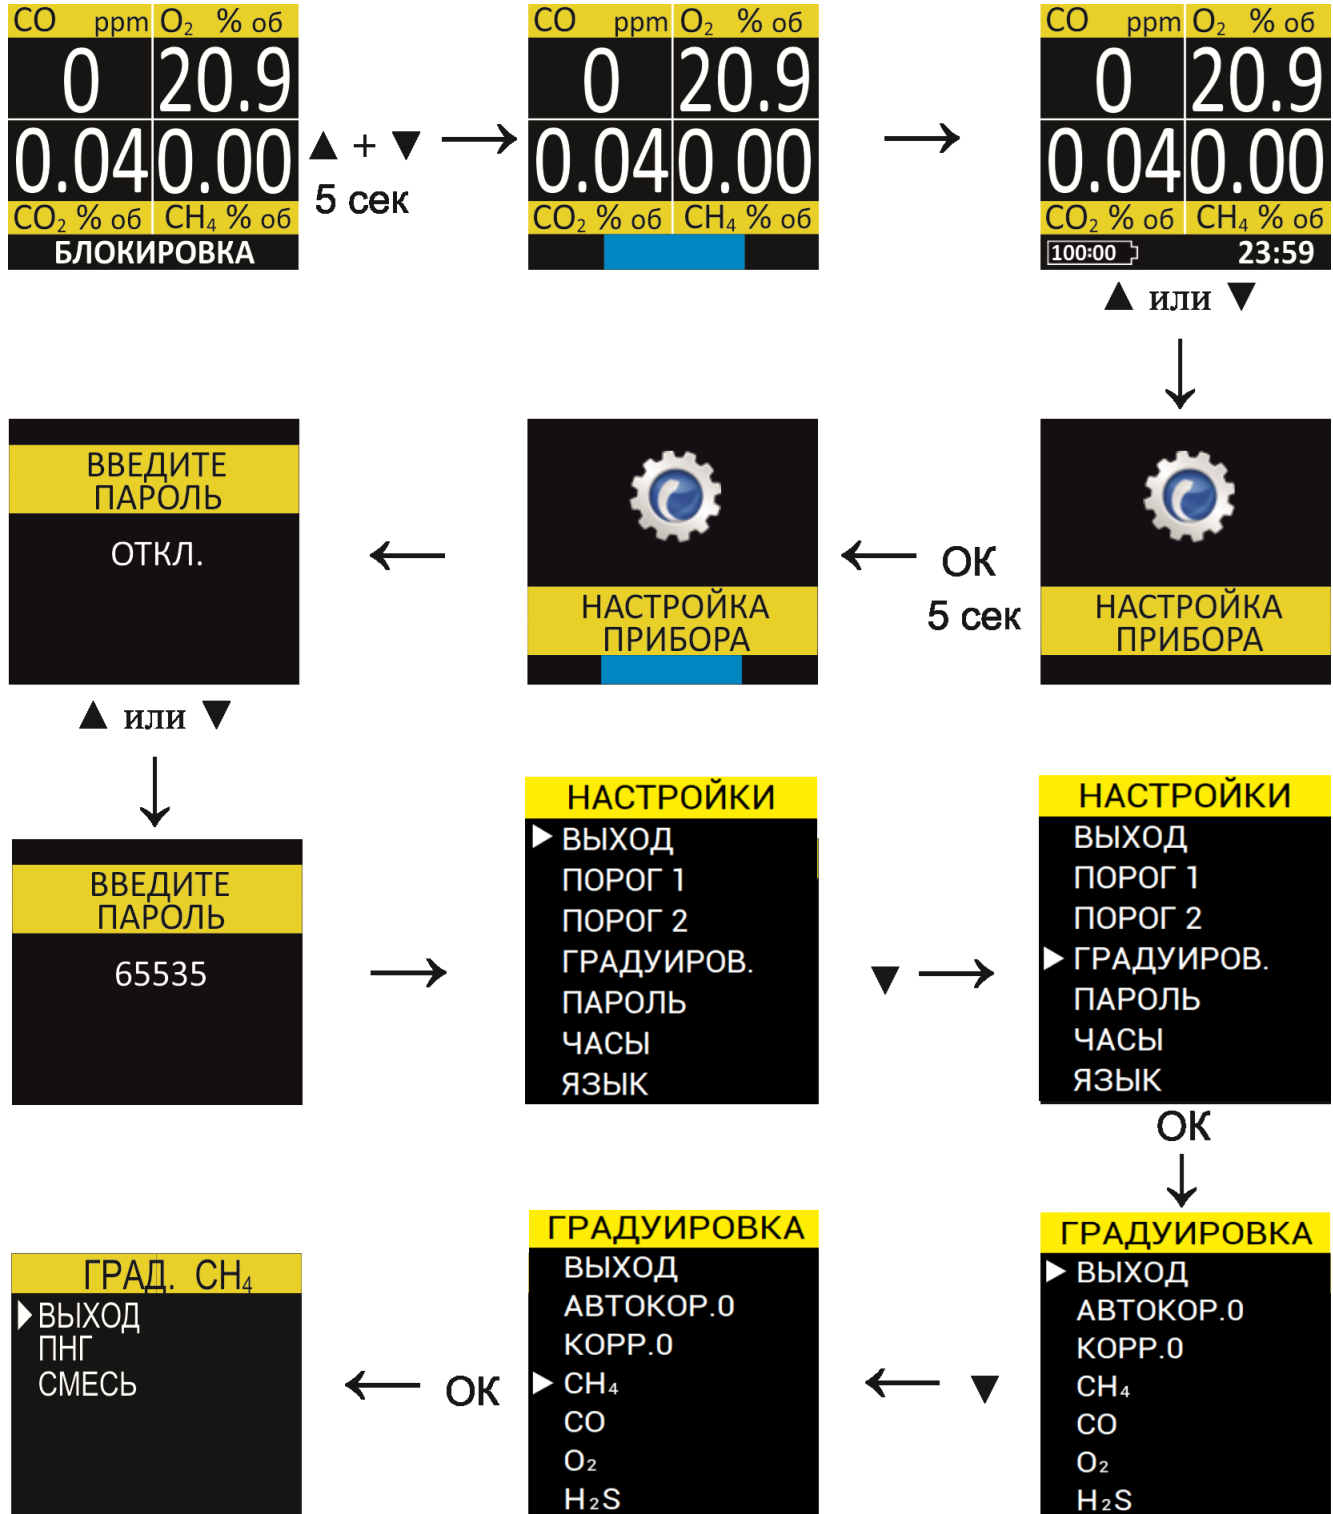 CO ppm O₂ % об
0 20.9
0.04 0.00
CO₂ % об CH₄ % об
БЛОКИРОВКА
▲ + ▼ →
5 сек
CO ppm O₂ % об
0 20.9
0.04 0.00
CO₂ % об CH₄ % об
→
CO ppm O₂ % об
0 20.9
0.04 0.00
CO₂ % об CH₄ % об
100:00 23:59
▲ или ▼
↓
НАСТРОЙКА
ПРИБОРА
← ОК
5 сек
НАСТРОЙКА
ПРИБОРА
←
ВВЕДИТЕ
ПАРОЛЬ
ОТКЛ.
▲ или ▼
↓
ВВЕДИТЕ
ПАРОЛЬ
65535
→
НАСТРОЙКИ
▶ ВЫХОД
ПОРОГ 1
ПОРОГ 2
ГРАДУИРОВ.
ПАРОЛЬ
ЧАСЫ
ЯЗЫК
▼ →
НАСТРОЙКИ
ВЫХОД
ПОРОГ 1
ПОРОГ 2
▶ ГРАДУИРОВ.
ПАРОЛЬ
ЧАСЫ
ЯЗЫК
ОК
↓
ГРАДУИРОВКА
▶ ВЫХОД
АВТОКОР.0
КОРР.0
CH₄
CO
O₂
H₂S
← ▼
ГРАДУИРОВКА
ВЫХОД
АВТОКОР.0
КОРР.0
▶ CH₄
CO
O₂
H₂S
← ОК
ГРАД. CH₄
▶ ВЫХОД
ПНГ
СМЕСЬ